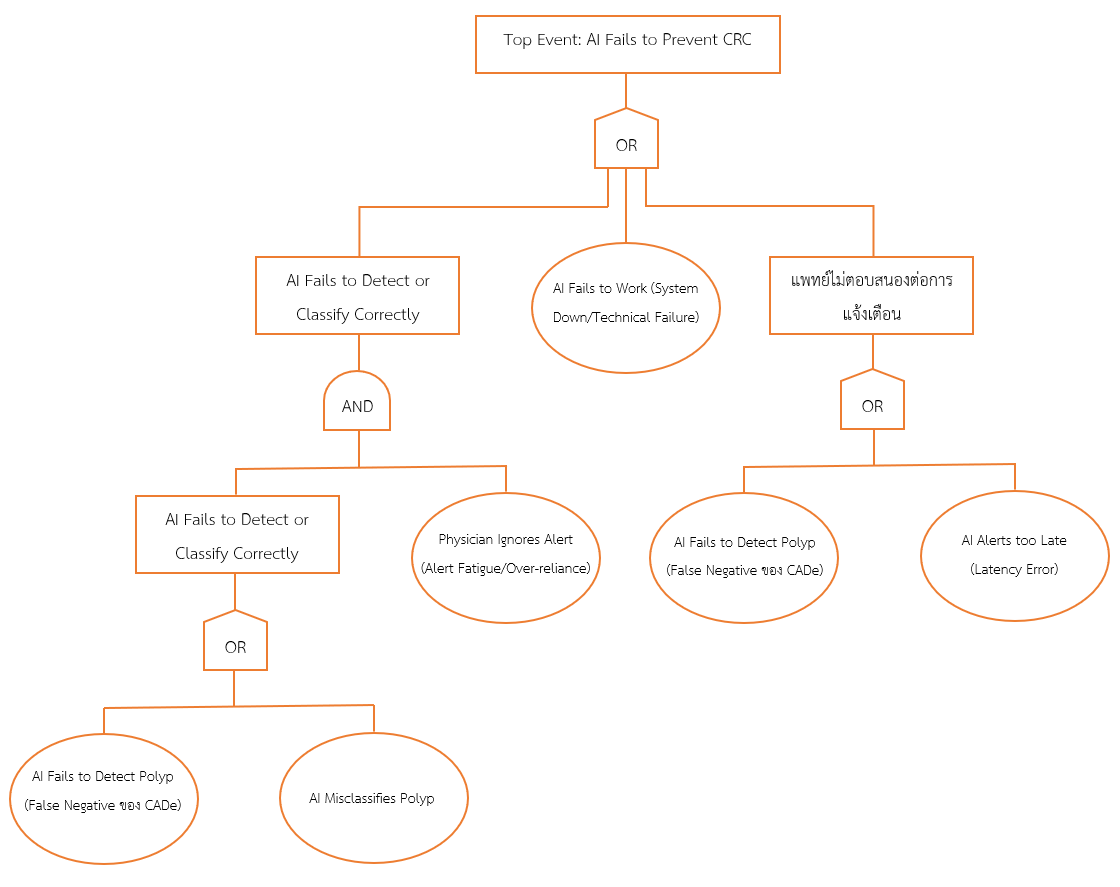 Top Event: AI Fails to Prevent CRC
OR
AI Fails to Detect or
Classify Correctly
AI Fails to Work (System
Down/Technical Failure)
แพทย์ไม่ตอบสนองต่อการ
แจ้งเตือน
AND
OR
AI Fails to Detect or
Classify Correctly
Physician Ignores Alert
(Alert Fatigue/Over-reliance)
AI Fails to Detect Polyp
(False Negative ของ CADe)
AI Alerts too Late
(Latency Error)
OR
AI Fails to Detect Polyp
(False Negative ของ CADe)
AI Misclassifies Polyp